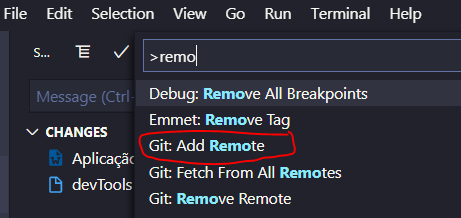 File Edit Selection View Go Run Terminal Help
S...
>remo
Message (Ctrl+
Debug: Remove All Breakpoints
Emmet: Remove Tag
CHANGES
Git: Add Remote
Aplicação
Git: Fetch From All Remotes
devTools
Git: Remove Remote